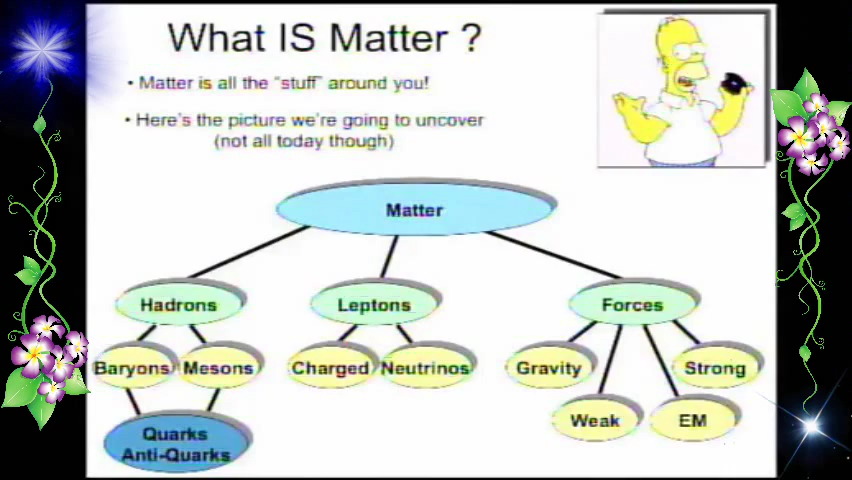 What IS Matter ?
• Matter is all the "stuff" around you!
• Here's the picture we're going to uncover
(not all today though)
Matter
Hadrons
Leptons
Forces
Baryons
Mesons
Charged
Neutrinos
Gravity
Strong
Weak
EM
Quarks
Anti-Quarks